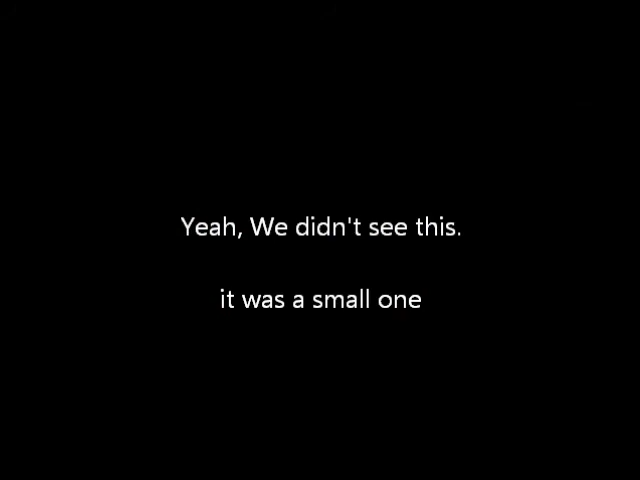 Yeah, We didn't see this.
it was a small one